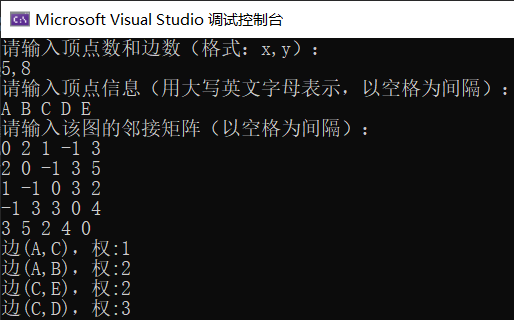 Microsoft Visual Studio 调试控制台
请输入顶点数和边数（格式：x,y）：
5,8
请输入顶点信息（用大写英文字母表示，以空格为间隔）：
A B C D E
请输入该图的邻接矩阵（以空格为间隔）：
0 2 1 -1 3
2 0 -1 3 5
1 -1 0 3 2
-1 3 3 0 4
3 5 2 4 0
边(A,C)，权:1
边(A,B)，权:2
边(C,E)，权:2
边(C,D)，权:3